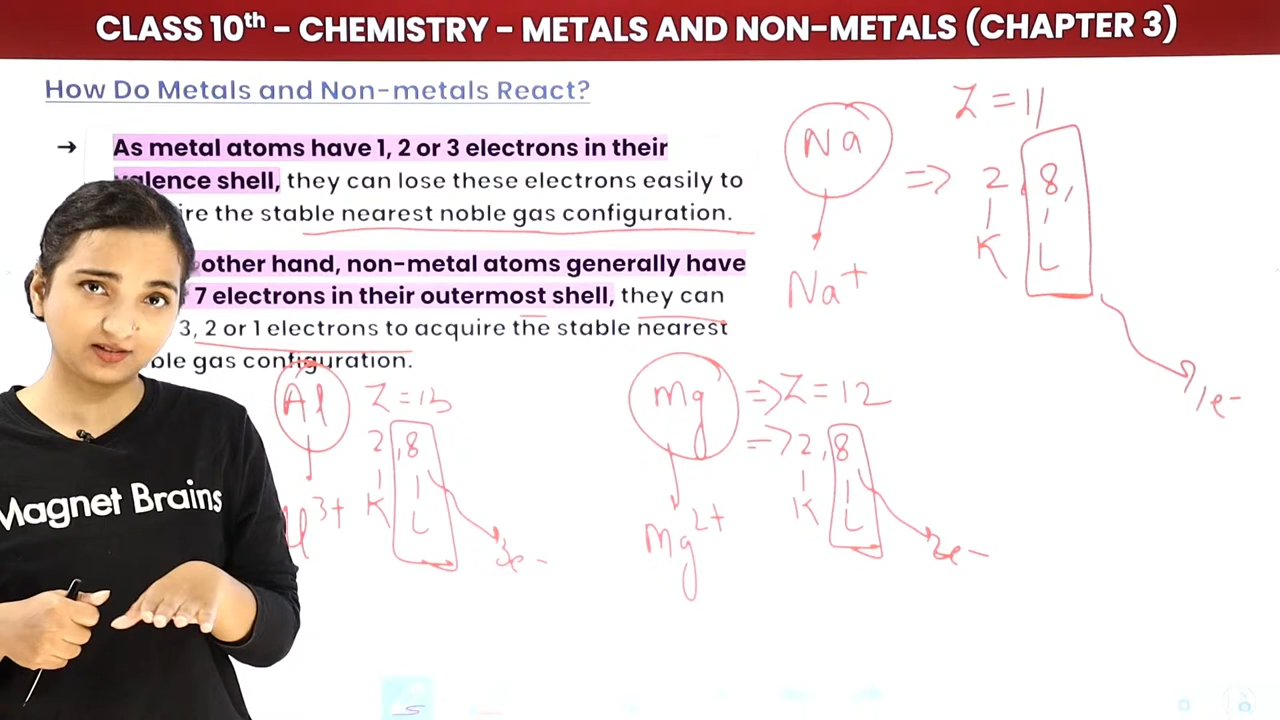 CLASS 10th - CHEMISTRY - METALS AND NON-METALS (CHAPTER 3)
How Do Metals and Non-metals React?
→ As metal atoms have 1, 2 or 3 electrons in their
valence shell, they can lose these electrons easily to
re the stable nearest noble gas configuration.
other hand, non-metal atoms generally have
7 electrons in their outermost shell, they can
3, 2 or 1 electrons to acquire the stable nearest
ble gas configuration.
Na
Z = 11
⇒ 2, 8,
K L
Na+
1e-
Al Z = 13
2, 8
K L
3+
3e-
Mg ⇒ Z = 12
⇒ 2, 8
K L
Mg2+
2e-
Magnet Brains